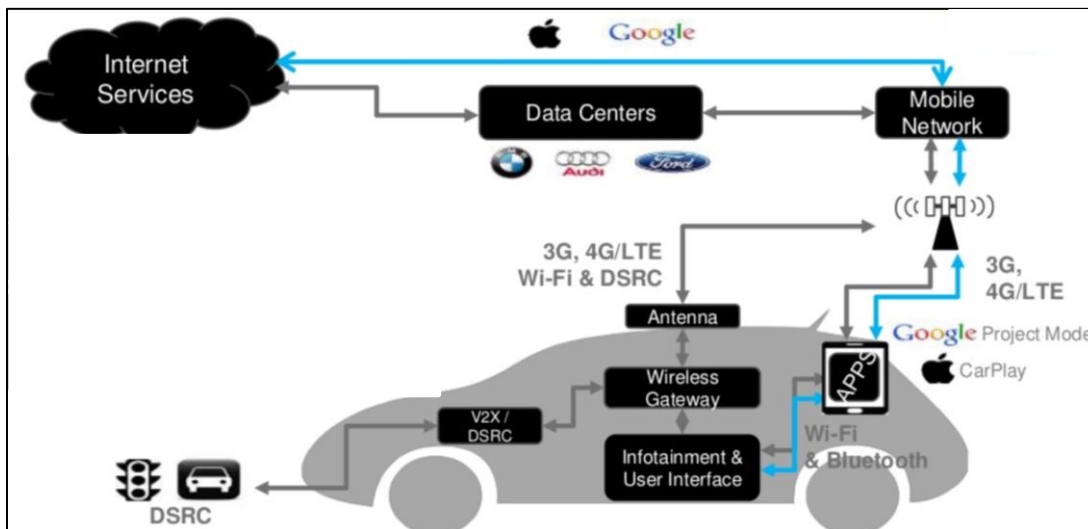 Google
Internet
Services
Data Centers
Mobile
Network
BMW
Audi
Ford
3G, 4G/LTE
Wi-Fi & DSRC
3G,
4G/LTE
Antenna
Google Project Mode
CarPlay
APPS
Wireless
Gateway
V2X /
DSRC
Wi-Fi
& Bluetooth
Infotainment &
User Interface
DSRC